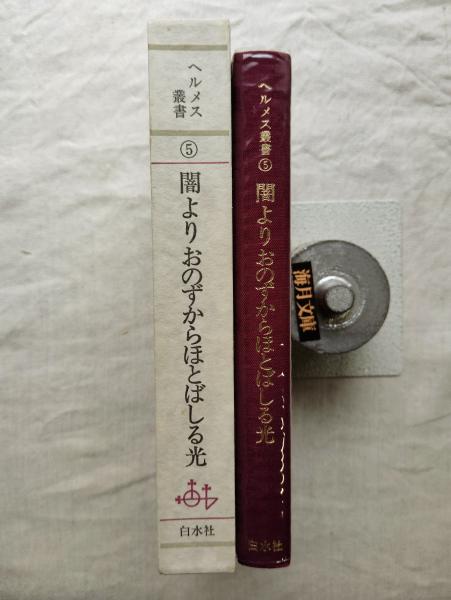 ヘルメス
叢書
⑤
闇よりおのずからほとばしる光
白水社
ヘルメス叢書⑤
闇よりおのずからほとばしる光
白水社
海月文庫